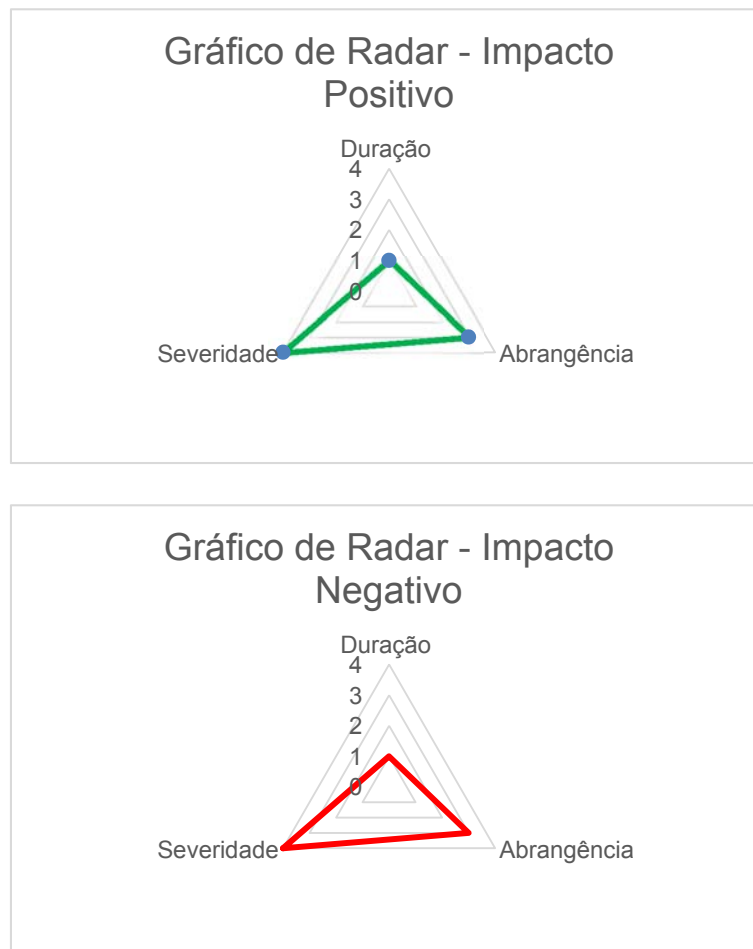 Gráfico de Radar - Impacto
Positivo
Duração
4
3
2
1
0
Severidade
Abrangência
Gráfico de Radar - Impacto
Negativo
Duração
4
3
2
1
0
Severidade
Abrangência